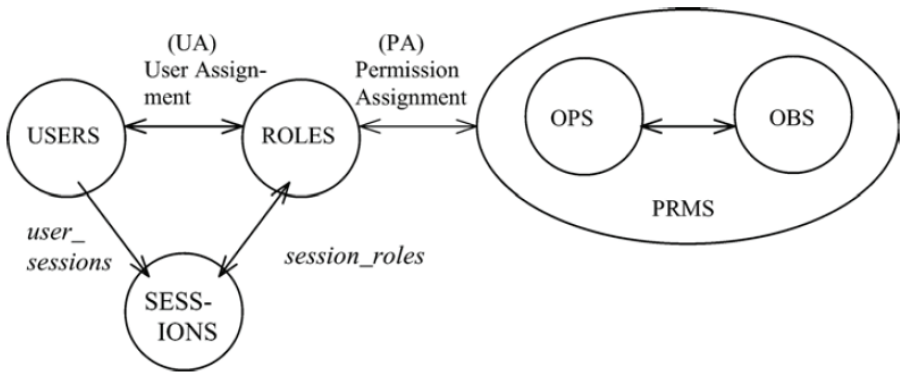 (UA)
User Assign-
ment
(PA)
Permission
Assignment
USERS
ROLES
OPS
OBS
PRMS
user_
sessions
session_roles
SESS-
IONS